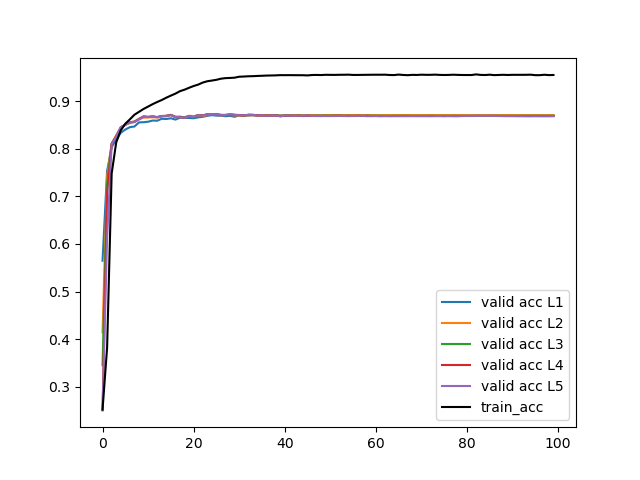 0.9
0.8
0.7
0.6
0.5
0.4
0.3
0 20 40 60 80 100
valid acc L1
valid acc L2
valid acc L3
valid acc L4
valid acc L5
train_acc